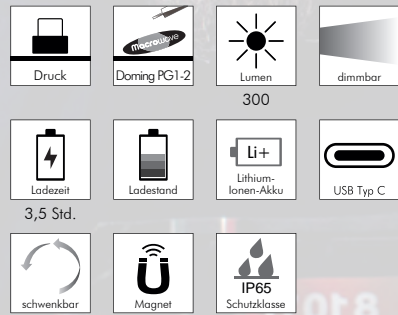 Druck
macrowave
Doming PG1-2
Lumen
300
dimmbar
Ladezeit
3,5 Std.
Ladestand
Li+
Lithium-
Ionen-Akku
USB Typ C
schwenkbar
Magnet
IP65
Schutzklasse